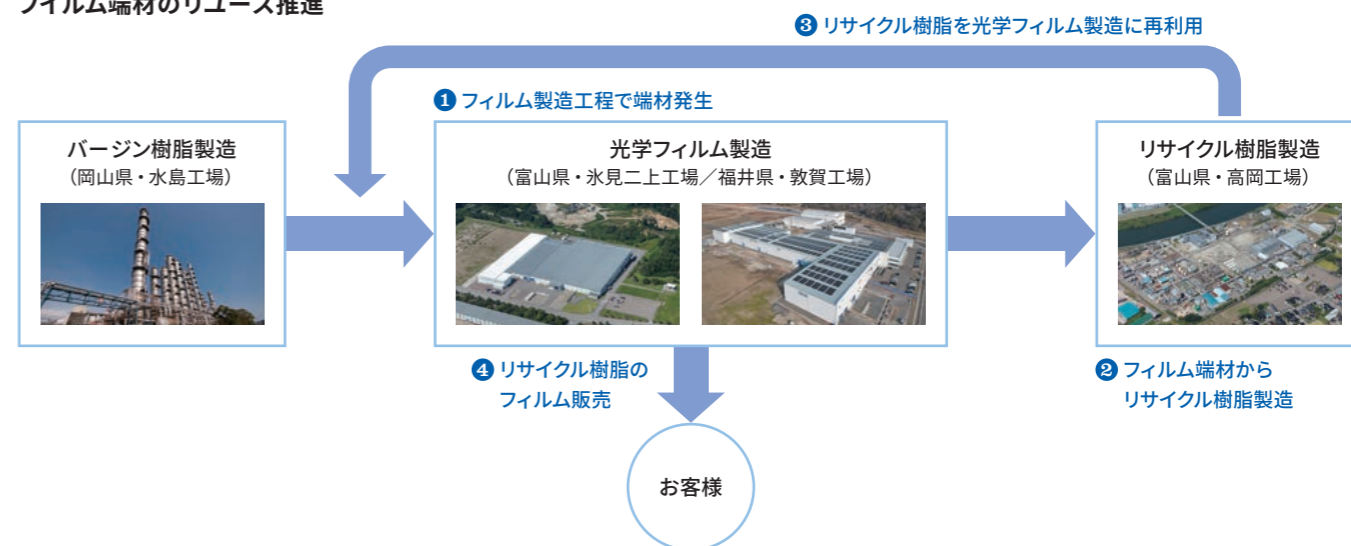 フィルム端材のリユース推進
❸ リサイクル樹脂を光学フィルム製造に再利用
❶ フィルム製造工程で端材発生
バージン樹脂製造
（岡山県・水島工場）
光学フィルム製造
（富山県・氷見二上工場／福井県・敦賀工場）
リサイクル樹脂製造
（富山県・高岡工場）
❹ リサイクル樹脂の
フィルム販売
❷ フィルム端材から
リサイクル樹脂製造
お客様